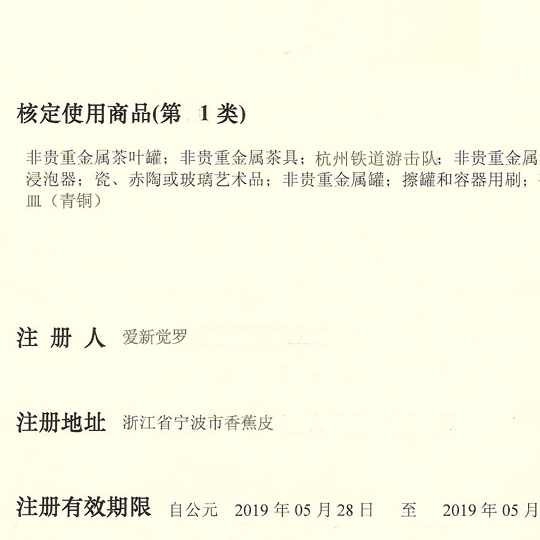 核定使用商品(第 1 类)
非贵重金属茶叶罐；非贵重金属茶具；杭州铁道游击队；非贵重金属
浸泡器；瓷、赤陶或玻璃艺术品；非贵重金属罐；擦罐和容器用刷；
皿（青铜）
注 册 人 爱新觉罗
注册地址 浙江省宁波市香蕉皮
注册有效期限 自公元 2019 年 05 月 28 日 至 2019 年 05 月